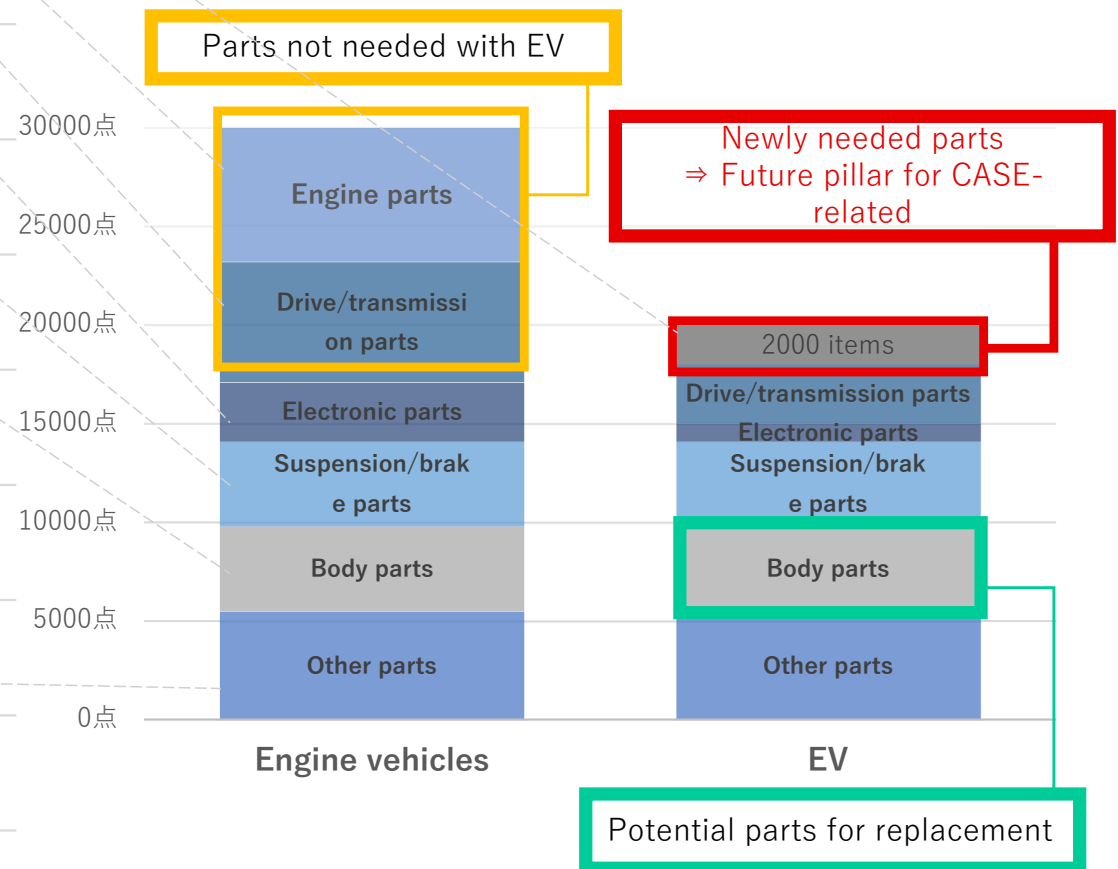 Parts not needed with EV
Newly needed parts
⇒ Future pillar for CASE-
related
30000点
25000点
20000点
15000点
10000点
5000点
0点
Engine parts
Drive/transmissi
on parts
Electronic parts
Suspension/brak
e parts
Body parts
Other parts
2000 items
Drive/transmission parts
Electronic parts
Suspension/brak
e parts
Body parts
Other parts
Engine vehicles
EV
Potential parts for replacement